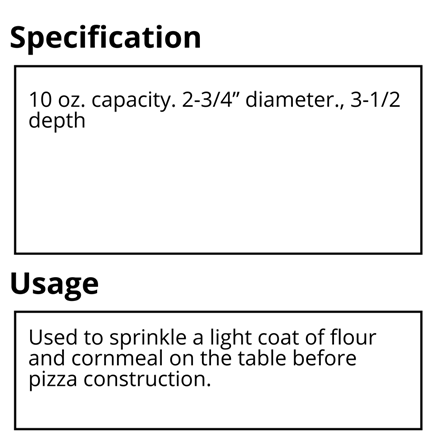 Specification
10 oz. capacity. 2-3/4” diameter., 3-1/2
depth
Usage
Used to sprinkle a light coat of flour
and cornmeal on the table before
pizza construction.